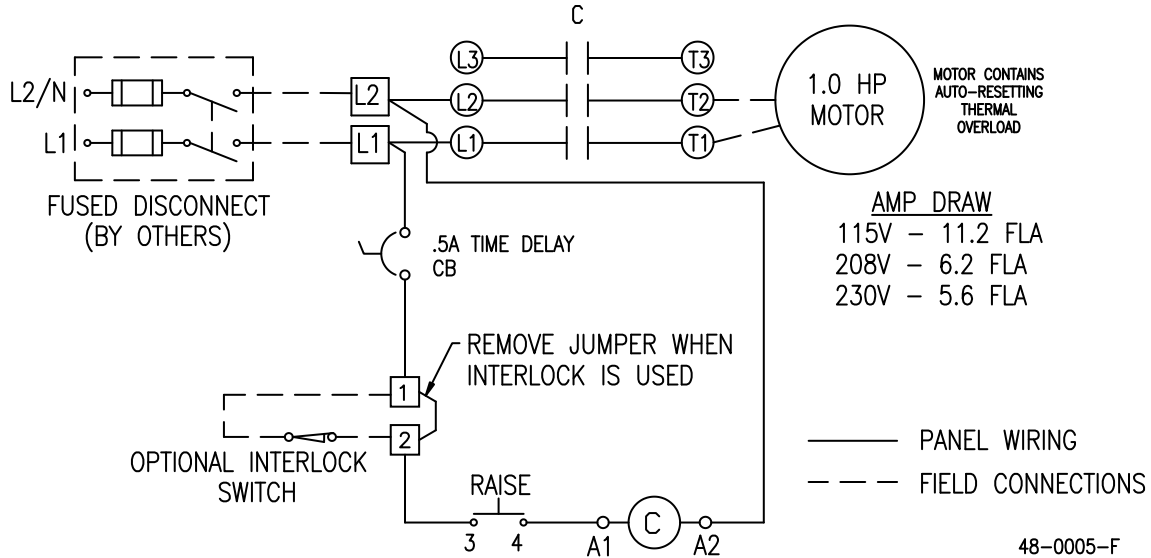 C
L3
T3
L2/N
L2
L2
T2
1.0 HP
MOTOR
MOTOR CONTAINS
AUTO-RESETTING
THERMAL
OVERLOAD
L1
L1
L1
T1
FUSED DISCONNECT
(BY OTHERS)
AMP DRAW
115V - 11.2 FLA
208V - 6.2 FLA
230V - 5.6 FLA
.5A TIME DELAY
CB
REMOVE JUMPER WHEN
INTERLOCK IS USED
1
2
OPTIONAL INTERLOCK
SWITCH
PANEL WIRING
FIELD CONNECTIONS
RAISE
3
4
A1
C
A2
48-0005-F